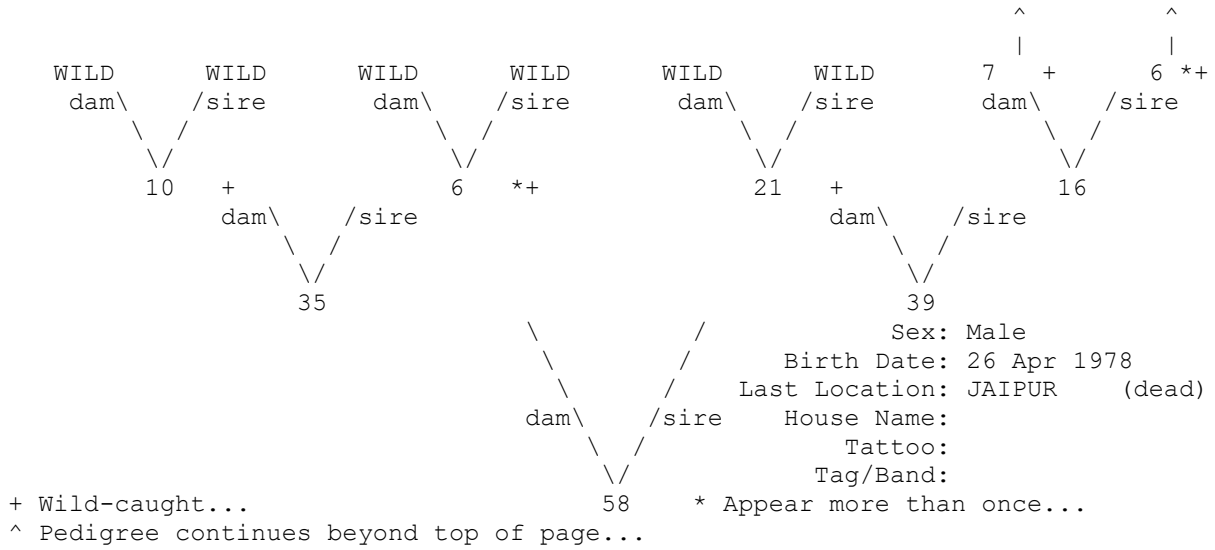 ^ ^
| |
WILD WILD WILD WILD WILD WILD 7 + 6 *+
dam\ /sire dam\ /sire dam\ /sire dam\ /sire
\ / \ / \ / \ /
\/ \/ \/ \/
10 + 6 *+ 21 + 16
dam\ /sire dam\ /sire
\ / \ /
\/ \/
35 39
\ / Sex: Male
\ / Birth Date: 26 Apr 1978
\ / Last Location: JAIPUR (dead)
dam\ /sire House Name:
\ / Tattoo:
\/ Tag/Band:
+ Wild-caught... 58 * Appear more than once...
^ Pedigree continues beyond top of page...